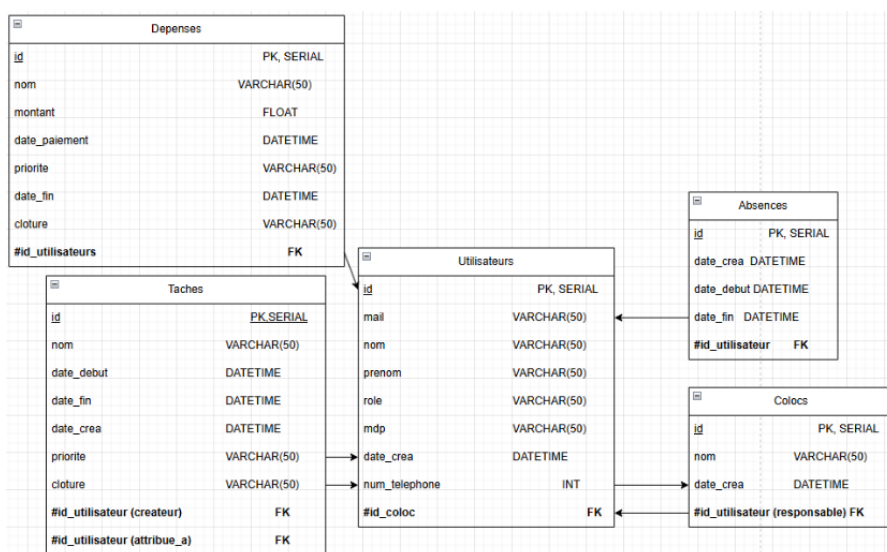 Depenses
id PK, SERIAL
nom VARCHAR(50)
montant FLOAT
date_paiement DATETIME
priorite VARCHAR(50)
date_fin DATETIME
cloture VARCHAR(50)
#id_utilisateurs FK
Taches
id PK,SERIAL
nom VARCHAR(50)
date_debut DATETIME
date_fin DATETIME
date_crea DATETIME
priorite VARCHAR(50)
cloture VARCHAR(50)
#id_utilisateur (createur) FK
#id_utilisateur (attribue_a) FK
Utilisateurs
id PK, SERIAL
mail VARCHAR(50)
nom VARCHAR(50)
prenom VARCHAR(50)
role VARCHAR(50)
mdp VARCHAR(50)
date_crea DATETIME
num_telephone INT
#id_coloc FK
Absences
id PK, SERIAL
date_crea DATETIME
date_debut DATETIME
date_fin DATETIME
#id_utilisateur FK
Colocs
id PK, SERIAL
nom VARCHAR(50)
date_crea DATETIME
#id_utilisateur (responsable) FK